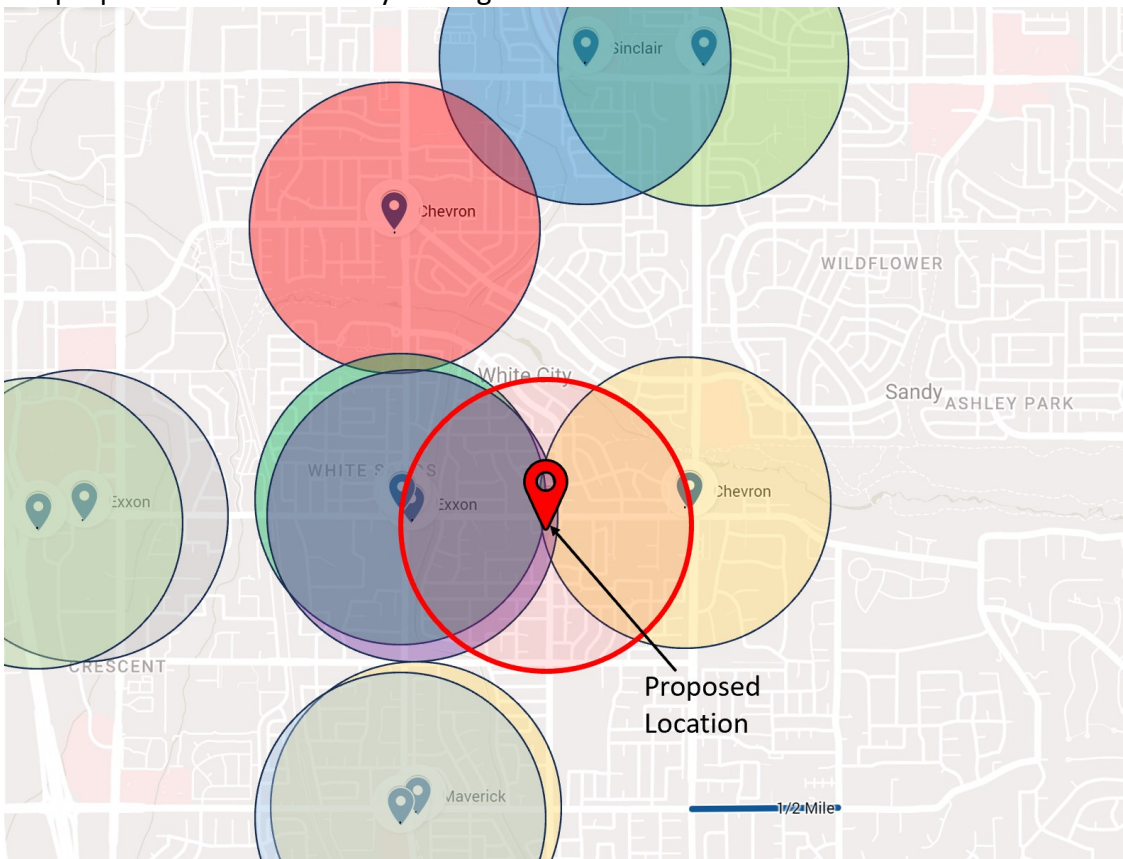 Sinclair
Chevron
WILDFLOWER
White City
Sandy
ASHLEY PARK
Exxon
Exxon
Chevron
CRESCENT
Proposed
Location
Maverick
1/2 Mile